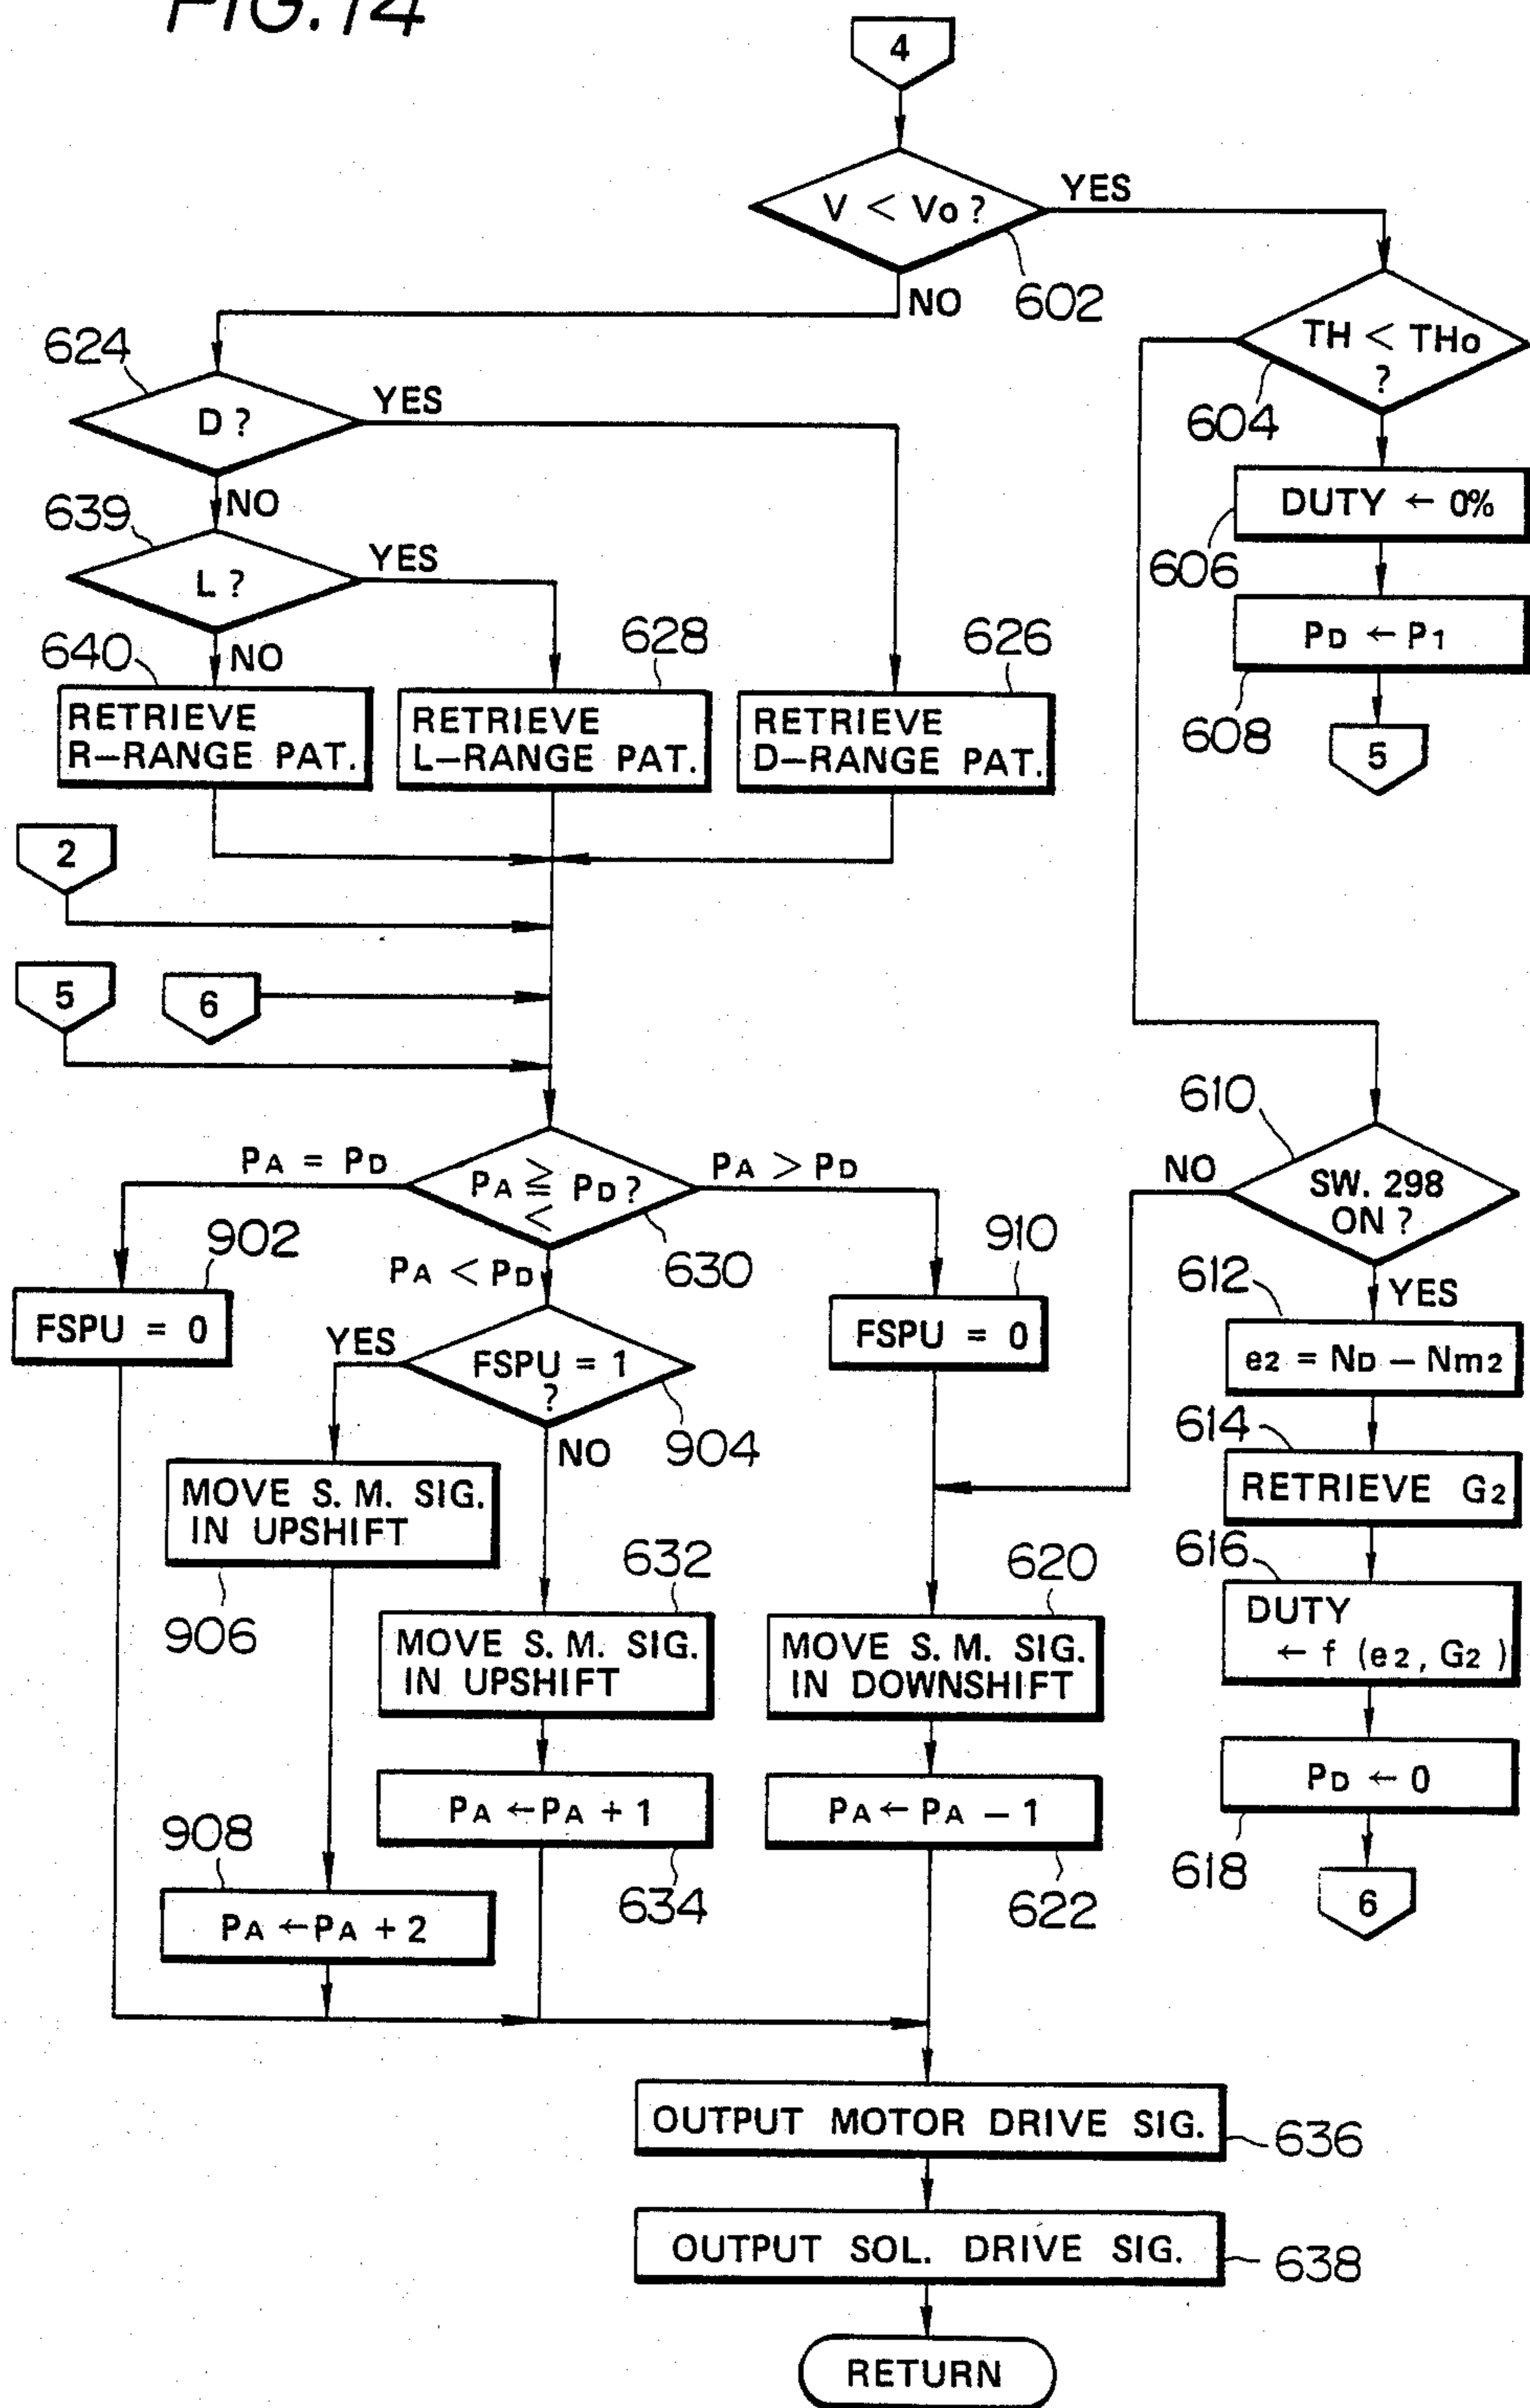 FIG. 14
4
V < Vo ?
YES
NO
602
TH < THo
?
604
624
D ?
YES
NO
DUTY ← 0%
606
639
L ?
YES
NO
PD ← P1
608
5
640
RETRIEVE
R-RANGE PAT.
628
RETRIEVE
L-RANGE PAT.
626
RETRIEVE
D-RANGE PAT.
2
5
6
PA = PD
PA ≧ PD ?
<
PA > PD
630
PA < PD
610
NO
SW. 298
ON ?
YES
902
FSPU = 0
910
FSPU = 0
612
e2 = ND − Nm2
YES
FSPU = 1
?
904
NO
614
RETRIEVE G2
MOVE S. M. SIG.
IN UPSHIFT
906
632
MOVE S. M. SIG.
IN UPSHIFT
620
MOVE S. M. SIG.
IN DOWNSHIFT
616
DUTY
← f (e2, G2)
PA ← PA + 1
634
PA ← PA − 1
622
PD ← 0
618
6
908
PA ← PA + 2
OUTPUT MOTOR DRIVE SIG.
636
OUTPUT SOL. DRIVE SIG.
638
RETURN